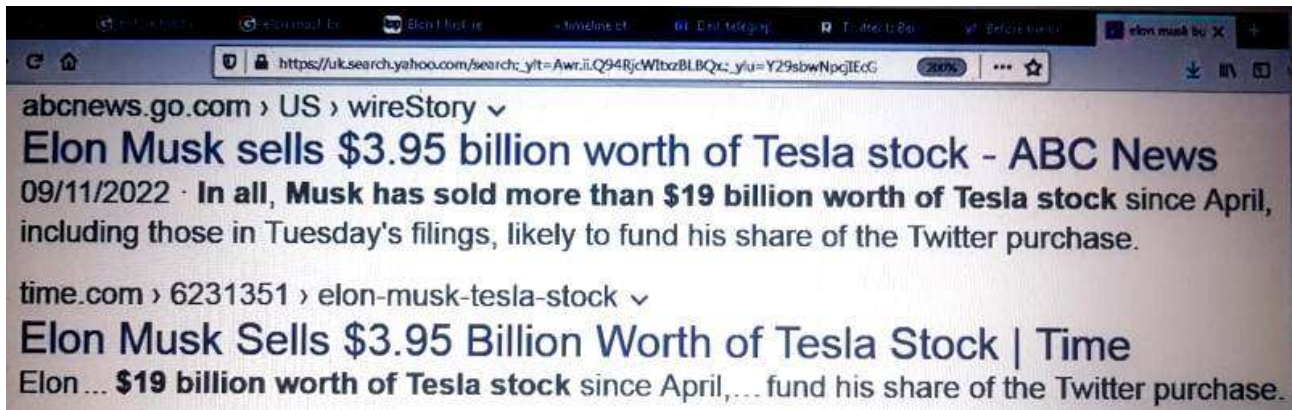 elon musk bu
https://uk.search.yahoo.com/search;_ylt=Awr.ii.Q94RjcWItxzBLBQx.;_ylu=Y29sbwNpcjIEcG 200%
abcnews.go.com › US › wireStory
Elon Musk sells $3.95 billion worth of Tesla stock - ABC News
09/11/2022 · In all, Musk has sold more than $19 billion worth of Tesla stock since April,
including those in Tuesday's filings, likely to fund his share of the Twitter purchase.
time.com › 6231351 › elon-musk-tesla-stock
Elon Musk Sells $3.95 Billion Worth of Tesla Stock | Time
Elon... $19 billion worth of Tesla stock since April,... fund his share of the Twitter purchase.